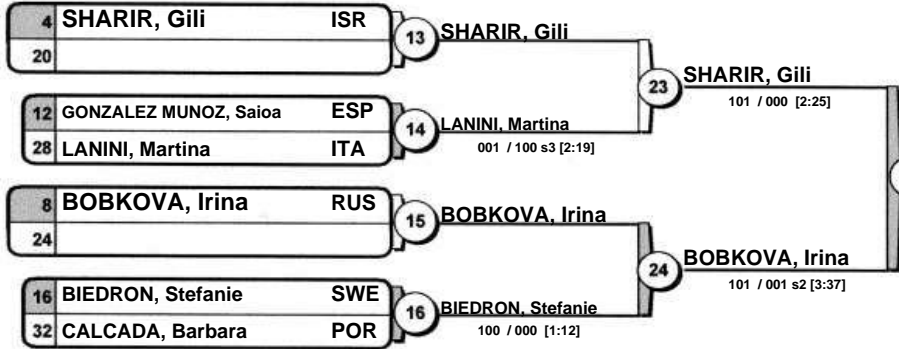 4 SHARIR, Gili ISR
20
13 SHARIR, Gili
12 GONZALEZ MUNOZ, Saioa ESP
28 LANINI, Martina ITA
14 LANINI, Martina
001 / 100 s3 [2:19]
23 SHARIR, Gili
101 / 000 [2:25]
8 BOBKOVA, Irina RUS
24
15 BOBKOVA, Irina
16 BIEDRON, Stefanie SWE
32 CALCADA, Barbara POR
16 BIEDRON, Stefanie
100 / 000 [1:12]
24 BOBKOVA, Irina
101 / 001 s2 [3:37]